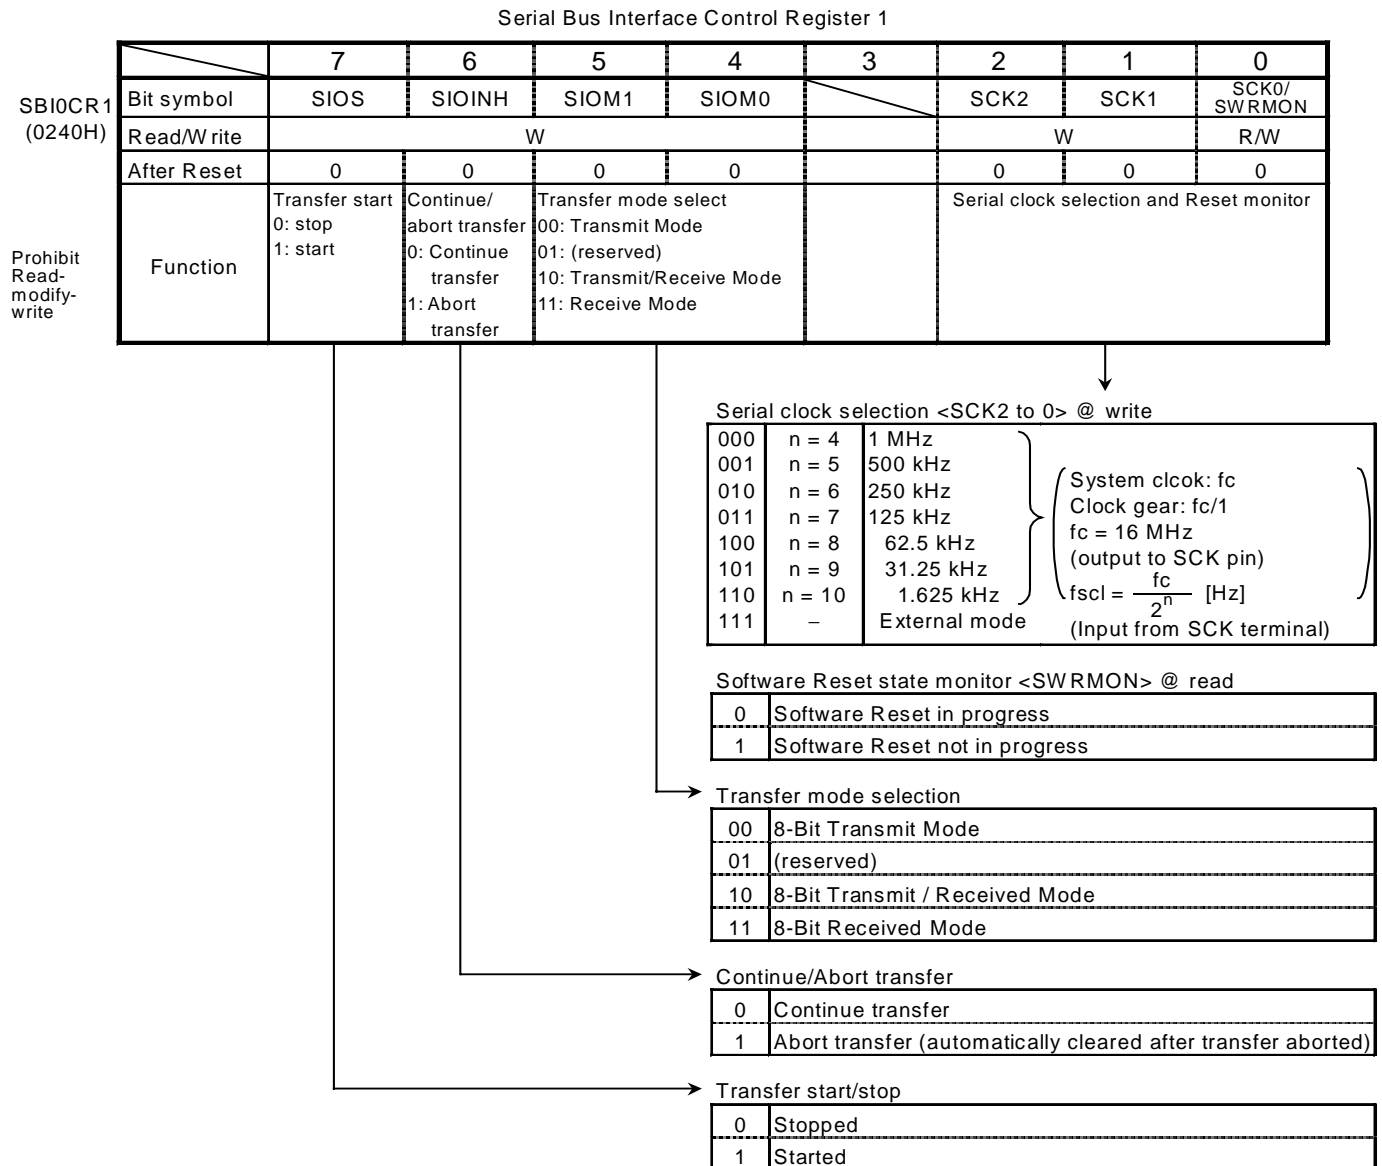 Serial Bus Interface Control Register 1
7 6 5 4 3 2 1 0
SBI0CR1
(0240H)
Bit symbol SIOS SIOINH SIOM1 SIOM0 SCK2 SCK1 SCK0/
SWRMON
Read/Write W W R/W
After Reset 0 0 0 0 0 0 0
Prohibit
Read-
modify-
write
Function
Transfer start
0: stop
1: start
Continue/
abort transfer
0: Continue
transfer
1: Abort
transfer
Transfer mode select
00: Transmit Mode
01: (reserved)
10: Transmit/Receive Mode
11: Receive Mode
Serial clock selection and Reset monitor
Serial clock selection <SCK2 to 0> @ write
000 n = 4 1 MHz
001 n = 5 500 kHz
010 n = 6 250 kHz
011 n = 7 125 kHz
100 n = 8 62.5 kHz
101 n = 9 31.25 kHz
110 n = 10 1.625 kHz
111 – External mode
System clcok: fc
Clock gear: fc/1
fc = 16 MHz
(output to SCK pin)
fscl = fc / 2^n [Hz]
(Input from SCK terminal)
Software Reset state monitor <SWRMON> @ read
0 Software Reset in progress
1 Software Reset not in progress
Transfer mode selection
00 8-Bit Transmit Mode
01 (reserved)
10 8-Bit Transmit / Received Mode
11 8-Bit Received Mode
Continue/Abort transfer
0 Continue transfer
1 Abort transfer (automatically cleared after transfer aborted)
Transfer start/stop
0 Stopped
1 Started